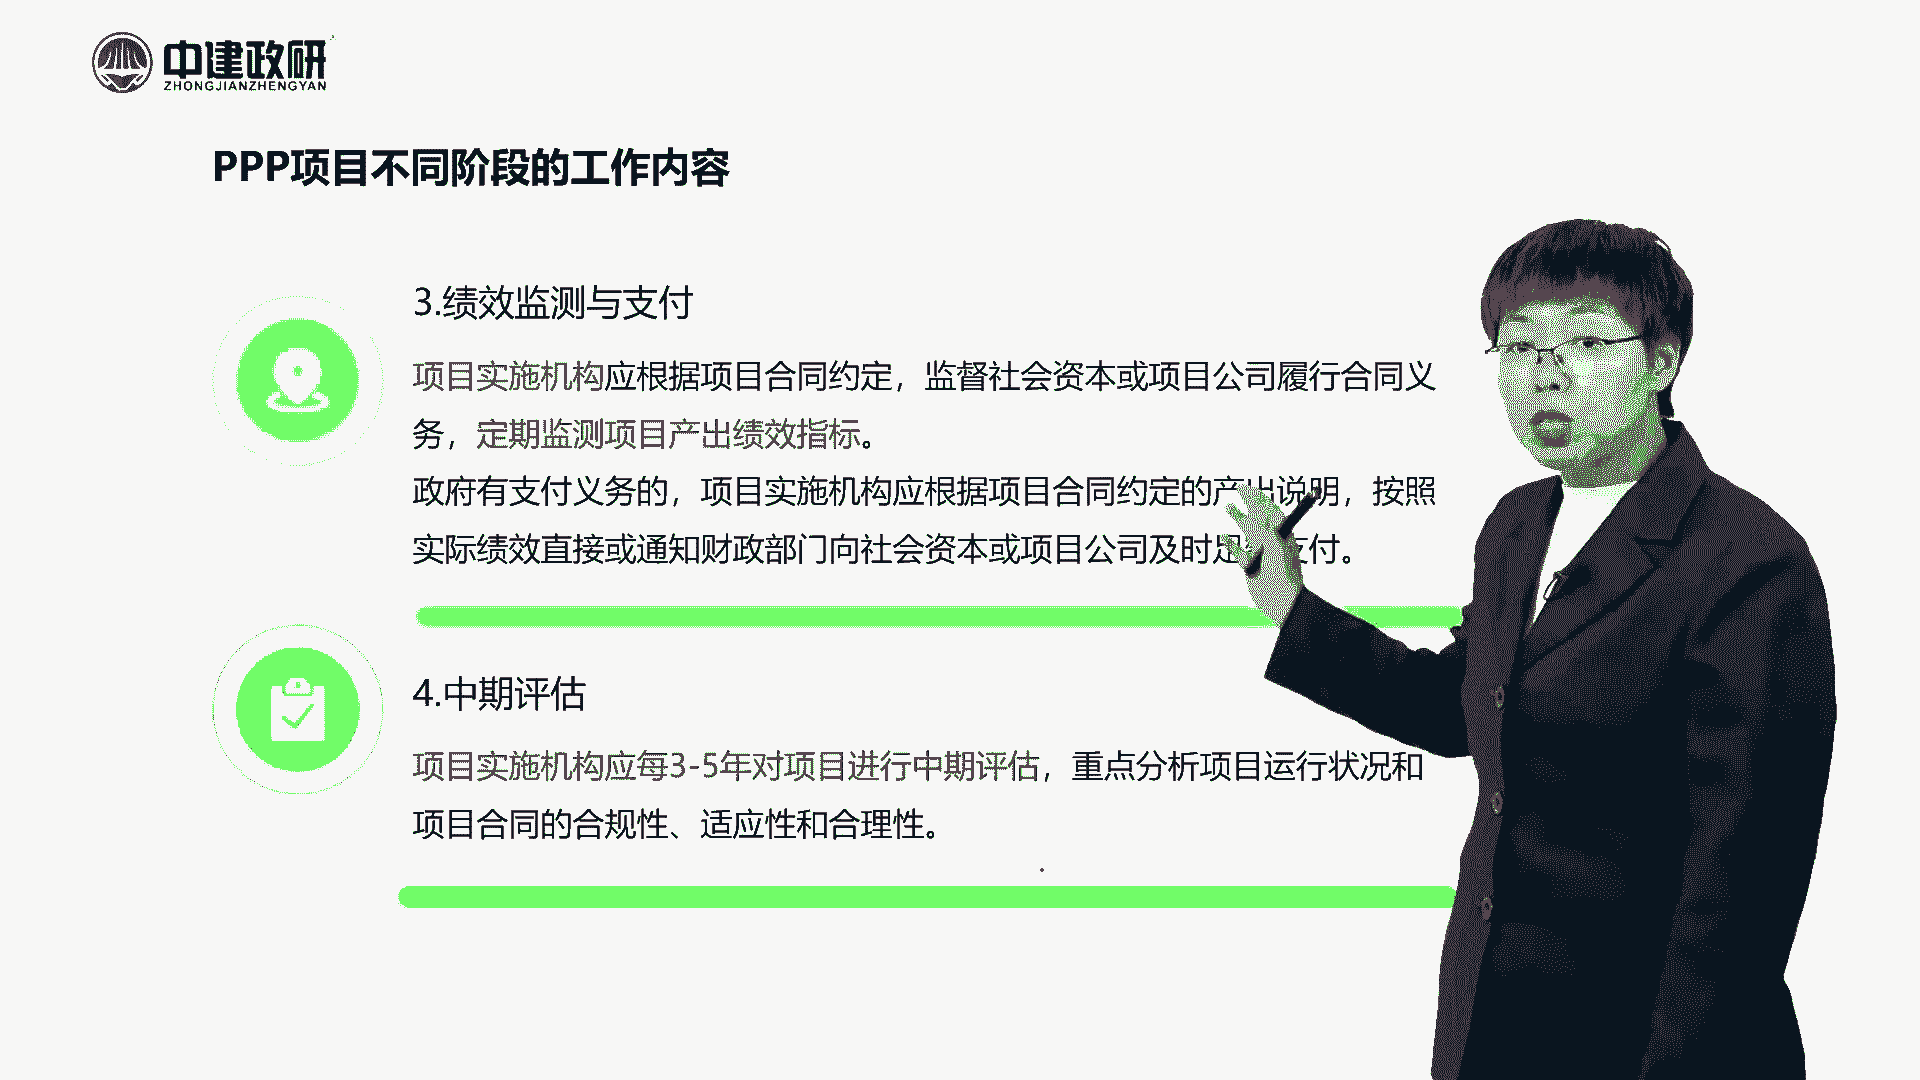 中建政研
ZHONGJIANZHENGYAN
PPP项目不同阶段的工作内容
3.绩效监测与支付
项目实施机构应根据项目合同约定，监督社会资本或项目公司履行合同义
务，定期监测项目产出绩效指标。
政府有支付义务的，项目实施机构应根据项目合同约定的产出说明，按照
实际绩效直接或通知财政部门向社会资本或项目公司及时足支付。
4.中期评估
项目实施机构应每3-5年对项目进行中期评估，重点分析项目运行状况和
项目合同的合规性、适应性和合理性。